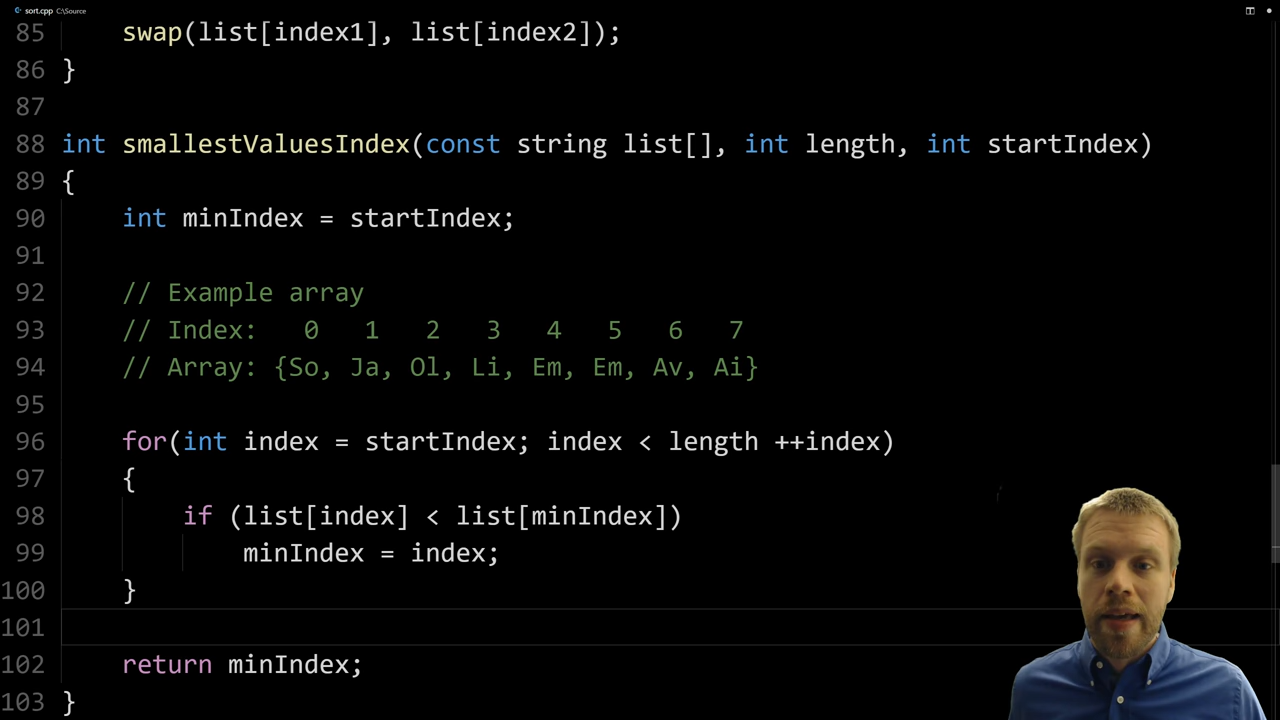 sort.cpp C:\Source
85 swap(list[index1], list[index2]);
86 }
87
88 int smallestValuesIndex(const string list[], int length, int startIndex)
89 {
90 int minIndex = startIndex;
91
92 // Example array
93 // Index: 0 1 2 3 4 5 6 7
94 // Array: {So, Ja, Ol, Li, Em, Em, Av, Ai}
95
96 for(int index = startIndex; index < length ++index)
97 {
98 if (list[index] < list[minIndex])
99 minIndex = index;
100 }
101
102 return minIndex;
103 }